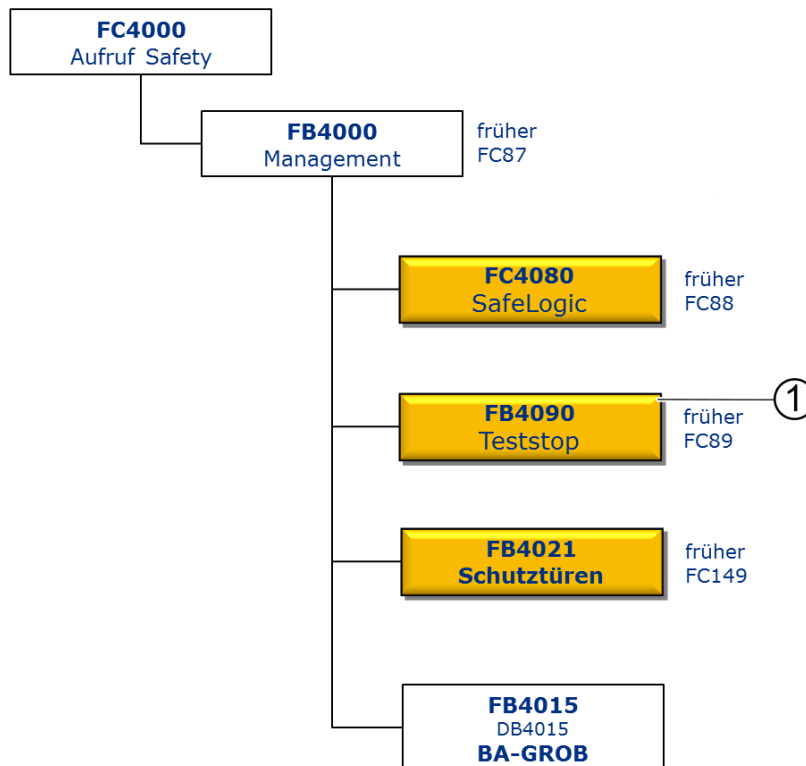 FC4000
Aufruf Safety
FB4000
Management
früher
FC87
FC4080
SafeLogic
früher
FC88
1
FB4090
Teststop
früher
FC89
FB4021
Schutztüren
früher
FC149
FB4015
DB4015
BA-GROB